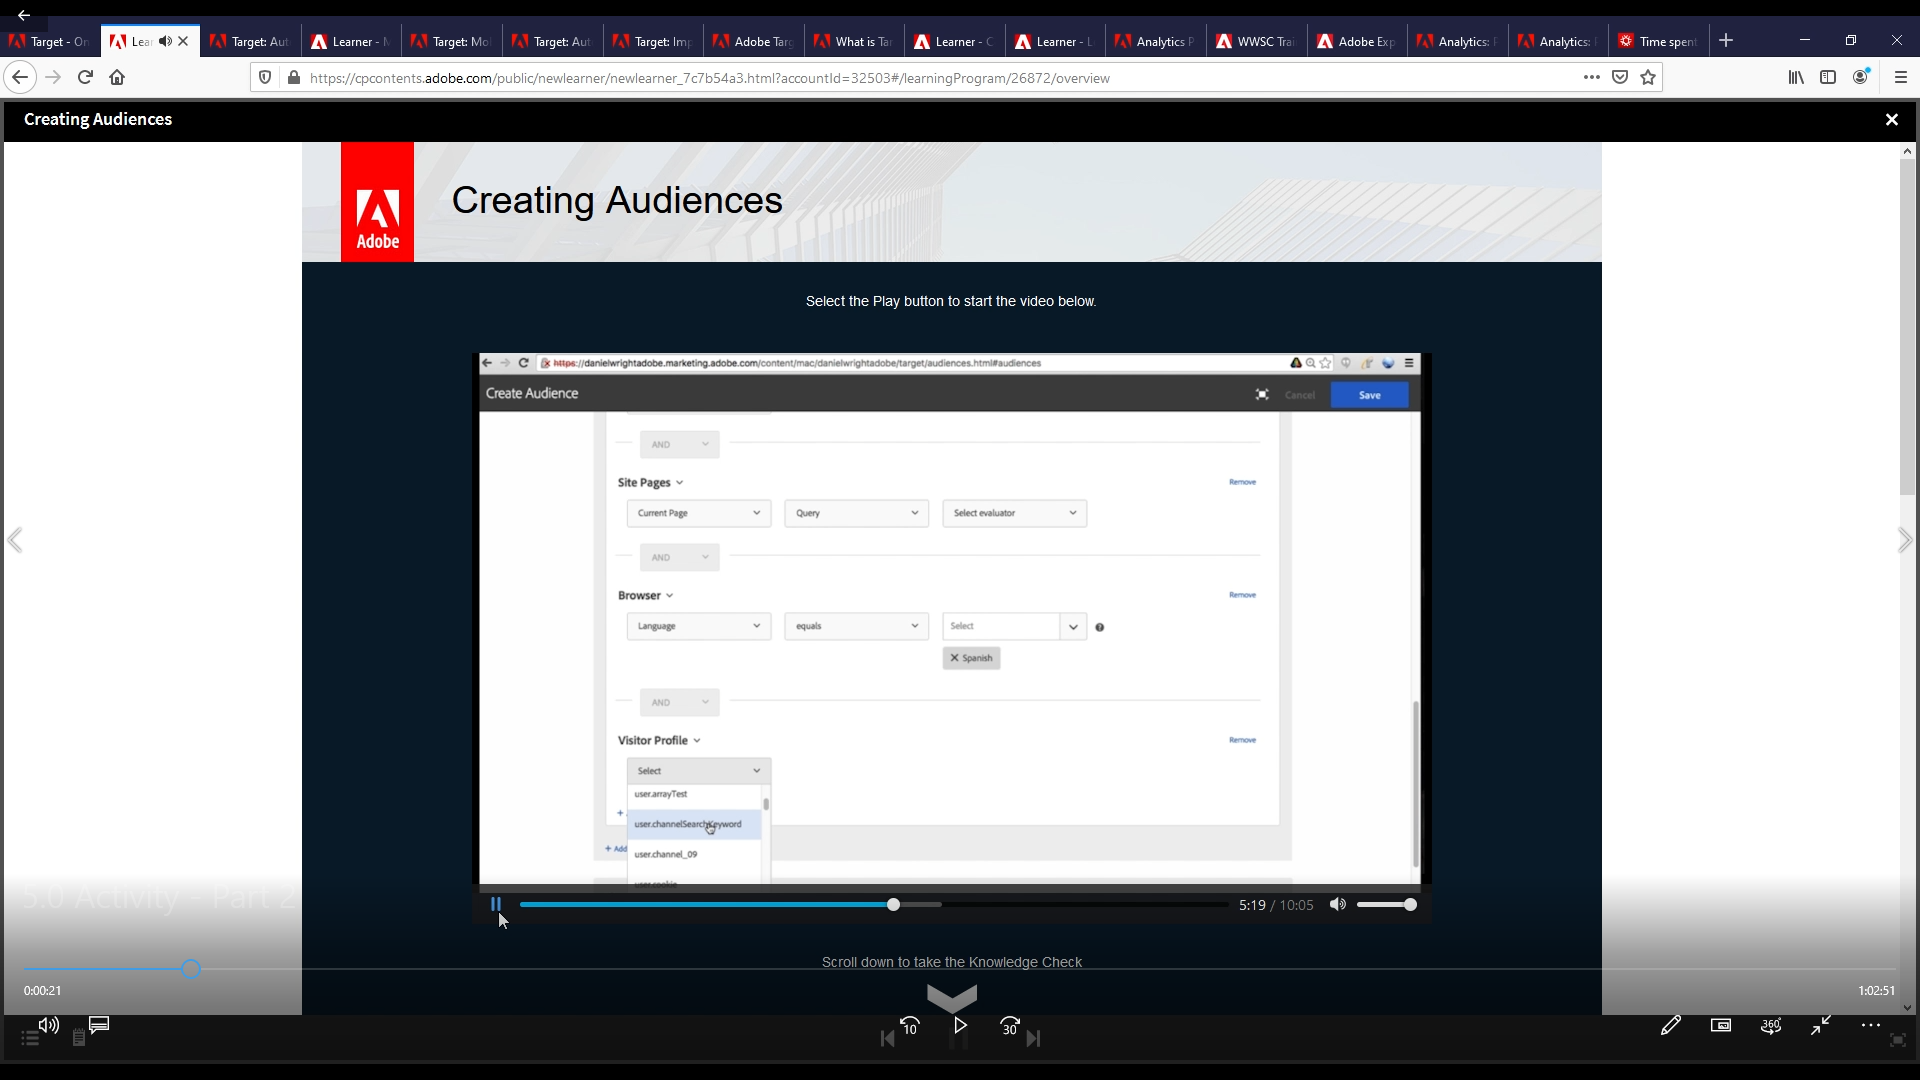 Target - On
Lear
Target: Aut
Learner - M
Target: Mo
Target: Aut
Target: Imp
Adobe Targ
What is Tar
Learner - C
Learner - L
Analytics P
WWSC Trai
Adobe Exp
Analytics: F
Analytics: I
Time spent
https://cpcontents.adobe.com/public/newlearner/newlearner_7c7b54a3.html?accountId=32503#/learningProgram/26872/overview
Creating Audiences
Adobe
Creating Audiences
Select the Play button to start the video below.
https://danielwrightadobe.marketing.adobe.com/content/mac/danielwrightadobe/target/audiences.html#audiences
Create Audience
Cancel
Save
AND
Site Pages
Remove
Current Page
Query
Select evaluator
AND
Browser
Remove
Language
equals
Select
Spanish
AND
Visitor Profile
Remove
Select
user.arrayTest
user.channelSearchKeyword
+ Add
user.channel_09
user.cookie
5.0 Activity - Part 2
5:19 / 10:05
Scroll down to take the Knowledge Check
0:00:21
1:02:51
10
30
360°